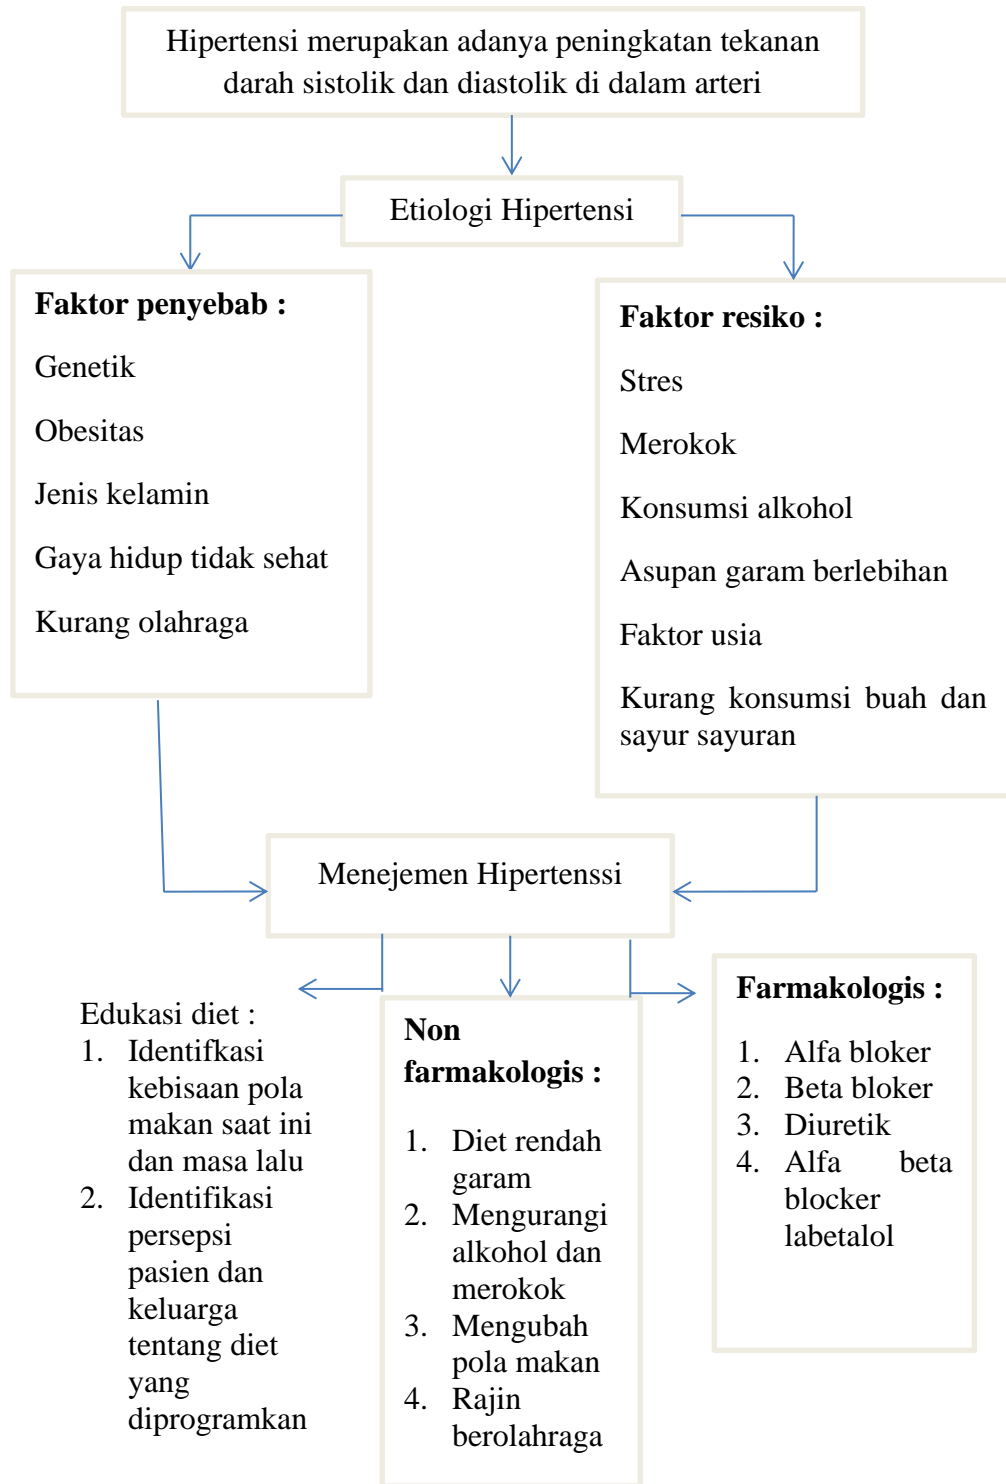 Hipertensi merupakan adanya peningkatan tekanan
darah sistolik dan diastolik di dalam arteri
Etiologi Hipertensi
Faktor penyebab :
Genetik
Obesitas
Jenis kelamin
Gaya hidup tidak sehat
Kurang olahraga
Faktor resiko :
Stres
Merokok
Konsumsi alkohol
Asupan garam berlebihan
Faktor usia
Kurang konsumsi buah dan
sayur sayuran
Menejemen Hipertenssi
Edukasi diet :
1. Identifkasi
kebisaan pola
makan saat ini
dan masa lalu
2. Identifikasi
persepsi
pasien dan
keluarga
tentang diet
yang
diprogramkan
Non
farmakologis :
1. Diet rendah
garam
2. Mengurangi
alkohol dan
merokok
3. Mengubah
pola makan
4. Rajin
berolahraga
Farmakologis :
1. Alfa bloker
2. Beta bloker
3. Diuretik
4. Alfa beta
blocker
labetalol